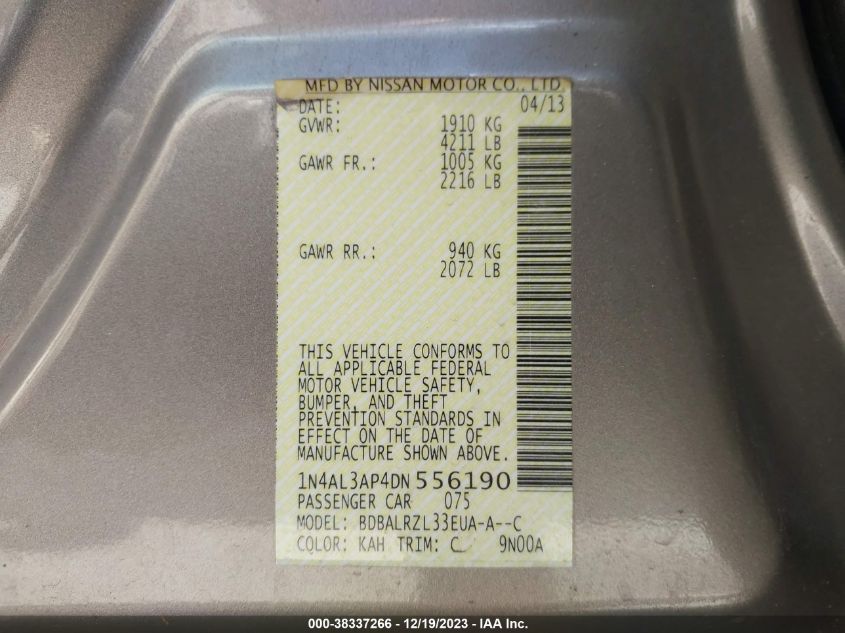 MFD BY NISSAN MOTOR CO., LTD.
DATE: 04/13
GVWR: 1910 KG
4211 LB
GAWR FR.: 1005 KG
2216 LB
GAWR RR.: 940 KG
2072 LB
THIS VEHICLE CONFORMS TO
ALL APPLICABLE FEDERAL
MOTOR VEHICLE SAFETY,
BUMPER, AND THEFT
PREVENTION STANDARDS IN
EFFECT ON THE DATE OF
MANUFACTURE SHOWN ABOVE.
1N4AL3AP4DN 556190
PASSENGER CAR 075
MODEL: BDBALRZL33EUA-A--C
COLOR: KAH TRIM: C 9N00A
000-38337266 - 12/19/2023 - IAA Inc.